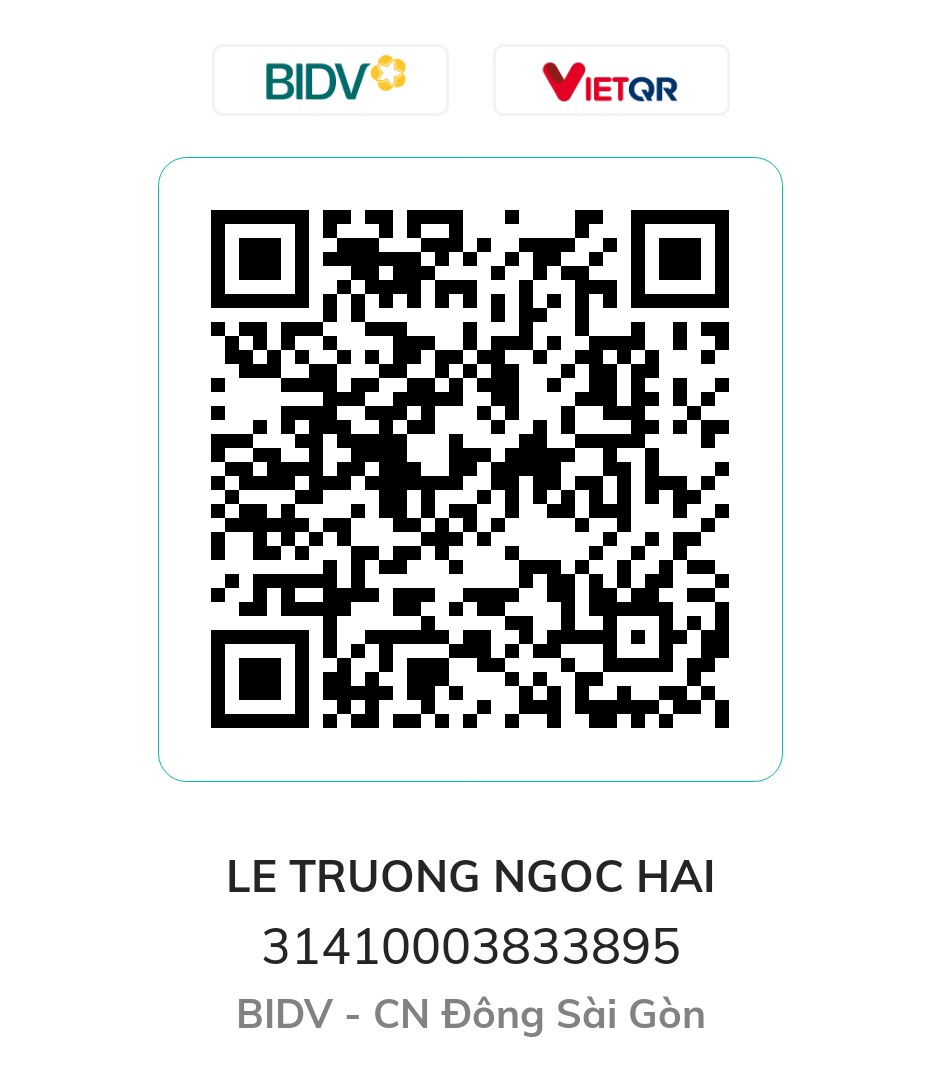 BIDV VIETQR
LE TRUONG NGOC HAI
31410003833895
BIDV - CN Đông Sài Gòn